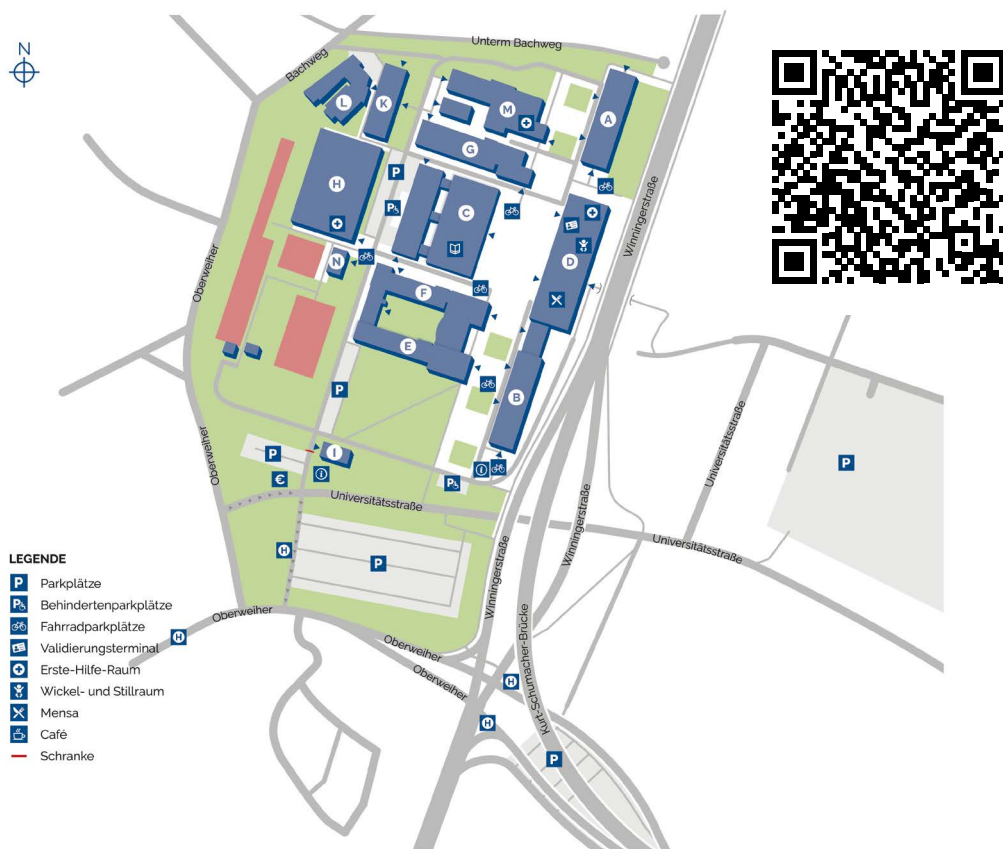 N
Unterm Bachweg
Bachweg
L
K
M
A
G
H
P
C
P
N
D
F
E
B
Winningerstraße
Oberweiher
P
P
I
i
€
i
P
Oberweiher
Universitätsstraße
Universitätsstraße
P
Universitätsstraße
H
P
Winningerstraße
Winningerstraße
Oberweiher
H
Oberweiher
Oberweiher
H
H
Kurt-Schumacher-Brücke
P
LEGENDE
P Parkplätze
P Behindertenparkplätze
Fahrradparkplätze
Validierungsterminal
Erste-Hilfe-Raum
Wickel- und Stillraum
Mensa
Café
Schranke